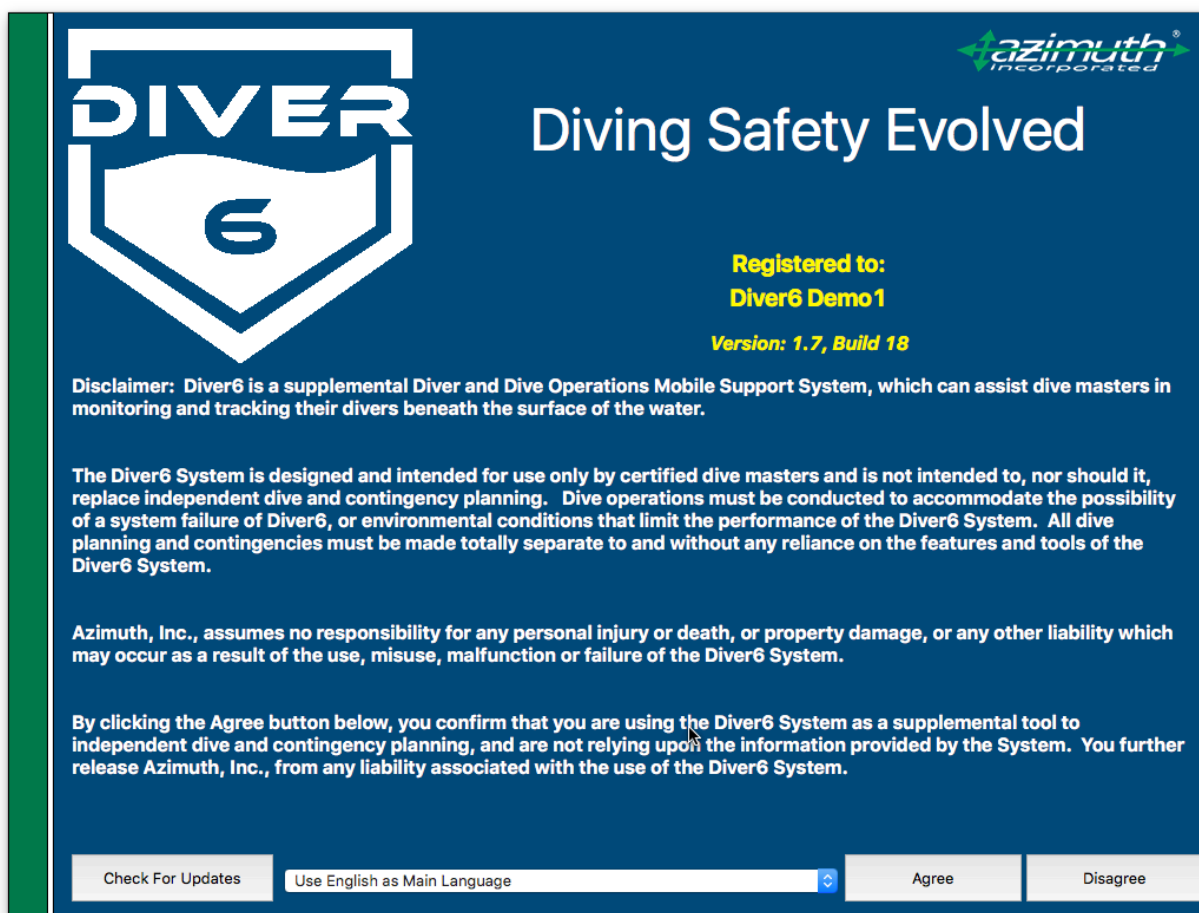 DIVER
6
azimuth®
incorporated
Diving Safety Evolved
Registered to:
Diver6 Demo1
Version: 1.7, Build 18
Disclaimer:  Diver6 is a supplemental Diver and Dive Operations Mobile Support System, which can assist dive masters in
monitoring and tracking their divers beneath the surface of the water.
The Diver6 System is designed and intended for use only by certified dive masters and is not intended to, nor should it,
replace independent dive and contingency planning.   Dive operations must be conducted to accommodate the possibility
of a system failure of Diver6, or environmental conditions that limit the performance of the Diver6 System.  All dive
planning and contingencies must be made totally separate to and without any reliance on the features and tools of the
Diver6 System.
Azimuth, Inc., assumes no responsibility for any personal injury or death, or property damage, or any other liability which
may occur as a result of the use, misuse, malfunction or failure of the Diver6 System.
By clicking the Agree button below, you confirm that you are using the Diver6 System as a supplemental tool to
independent dive and contingency planning, and are not relying upon the information provided by the System.  You further
release Azimuth, Inc., from any liability associated with the use of the Diver6 System.
Check For Updates
Use English as Main Language
Agree
Disagree